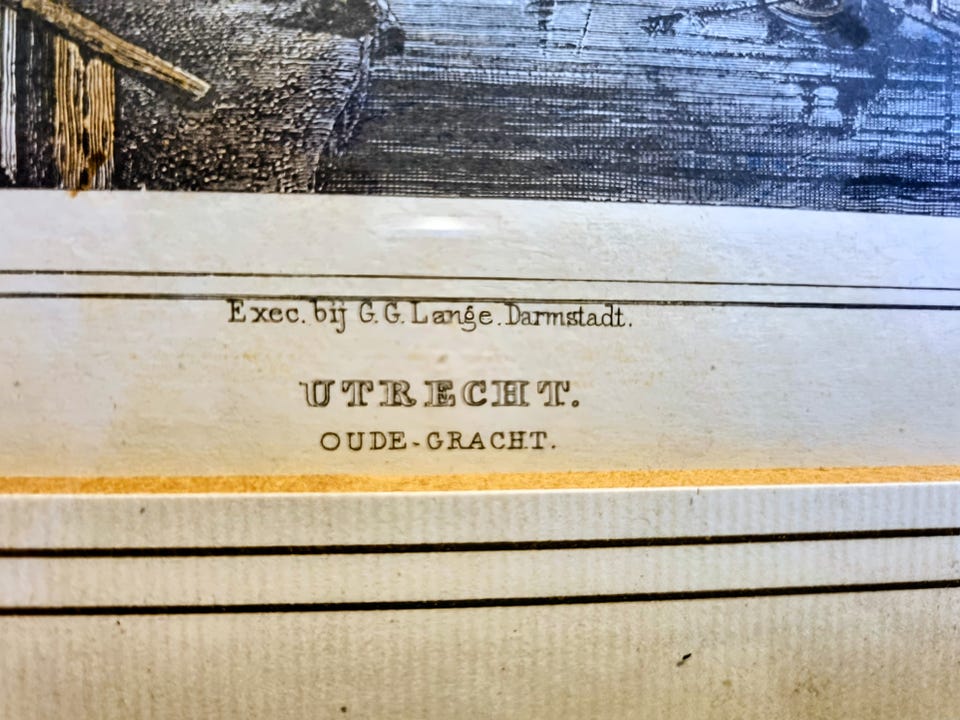 Exec. bij G. G. Lange. Darmstadt.
UTRECHT.
OUDE-GRACHT.